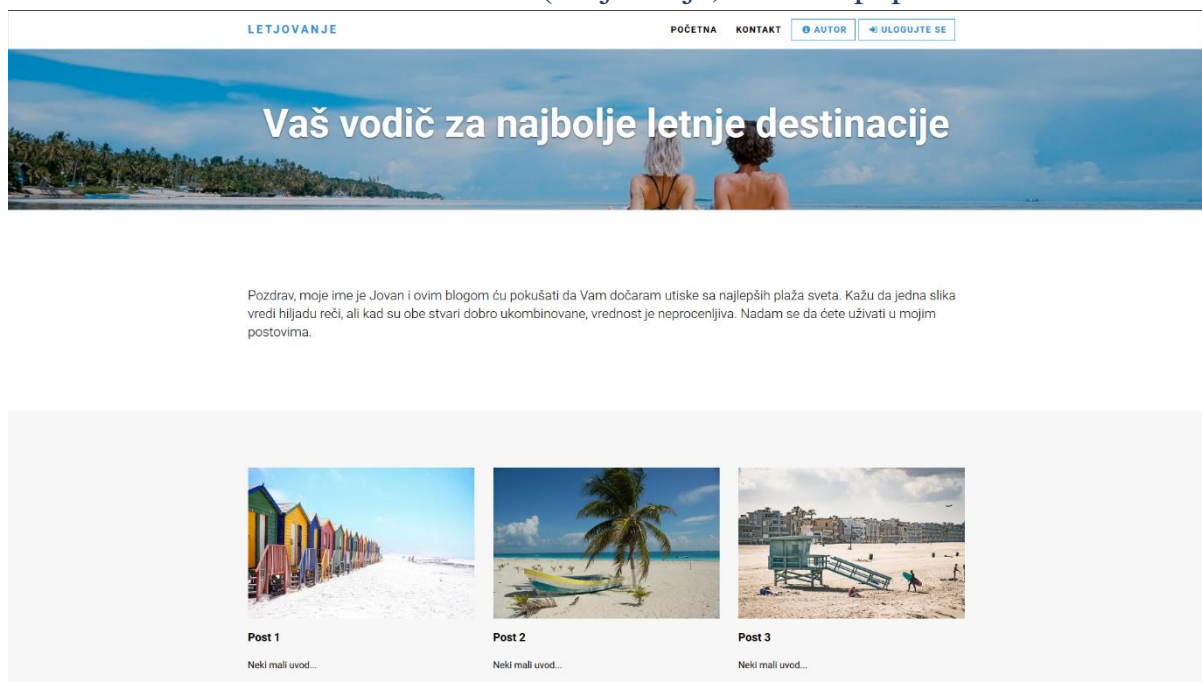 LETJOVANJE
POČETNA KONTAKT AUTOR ULOGUJTE SE
Vaš vodič za najbolje letnje destinacije
Pozdrav, moje ime je Jovan i ovim blogom ću pokušati da Vam dočaram utiske sa najlepših plaža sveta. Kažu da jedna slika
vredi hiljadu reči, ali kad su obe stvari dobro ukombinovane, vrednost je neprocenljiva. Nadam se da ćete uživati u mojim
postovima.
Post 1 Post 2 Post 3
Neki mali uvod... Neki mali uvod... Neki mali uvod...